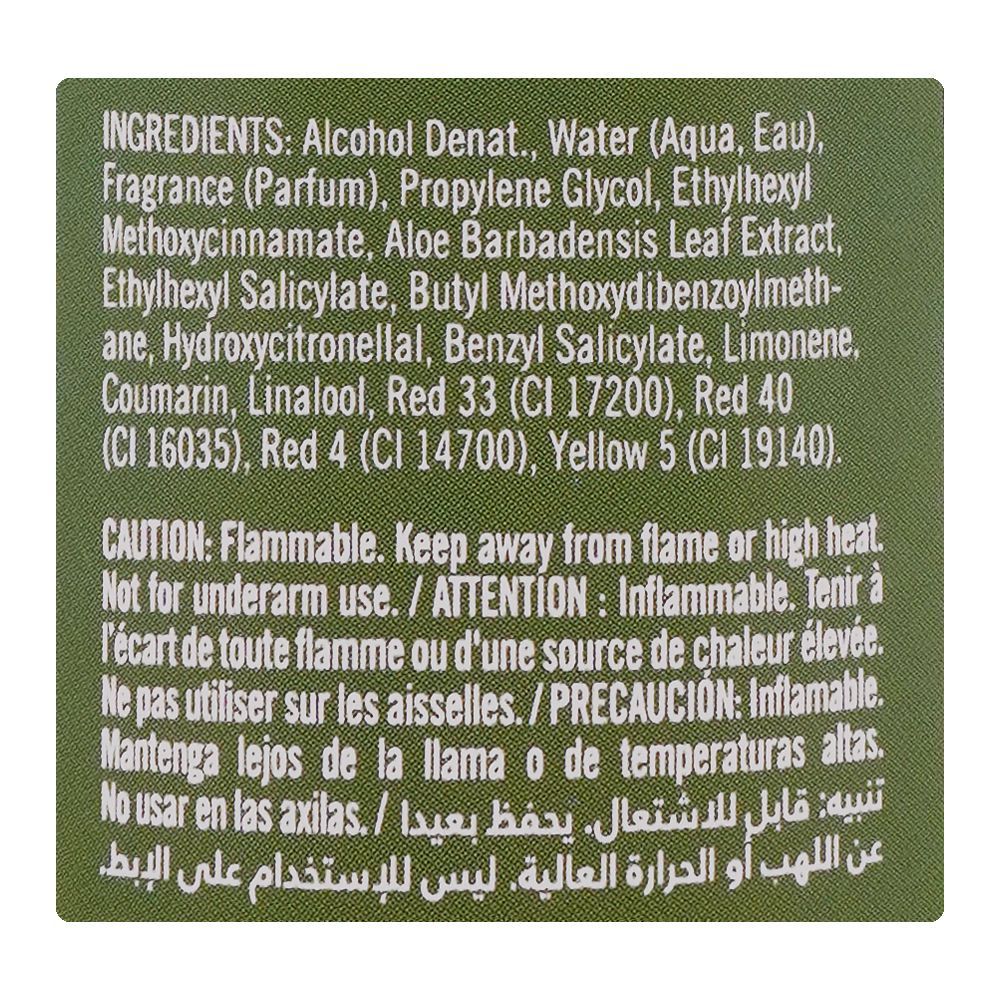 INGREDIENTS: Alcohol Denat., Water (Aqua, Eau),
Fragrance (Parfum), Propylene Glycol, Ethylhexyl
Methoxycinnamate, Aloe Barbadensis Leaf Extract,
Ethylhexyl Salicylate, Butyl Methoxydibenzoylmeth-
ane, Hydroxycitronellal, Benzyl Salicylate, Limonene,
Coumarin, Linalool, Red 33 (CI 17200), Red 40
(CI 16035), Red 4 (CI 14700), Yellow 5 (CI 19140).
CAUTION: Flammable. Keep away from flame or high heat.
Not for underarm use. / ATTENTION : Inflammable. Tenir à
l'écart de toute flamme ou d'une source de chaleur élevée.
Ne pas utiliser sur les aisselles. / PRECAUCIÓN: Inflamable.
Mantenga lejos de la llama o de temperaturas altas.
No usar en las axilas. / تنبيه: قابل للاشتعال. يحفظ بعيدا
عن اللهب أو الحرارة العالية. ليس للإستخدام على الإبط.